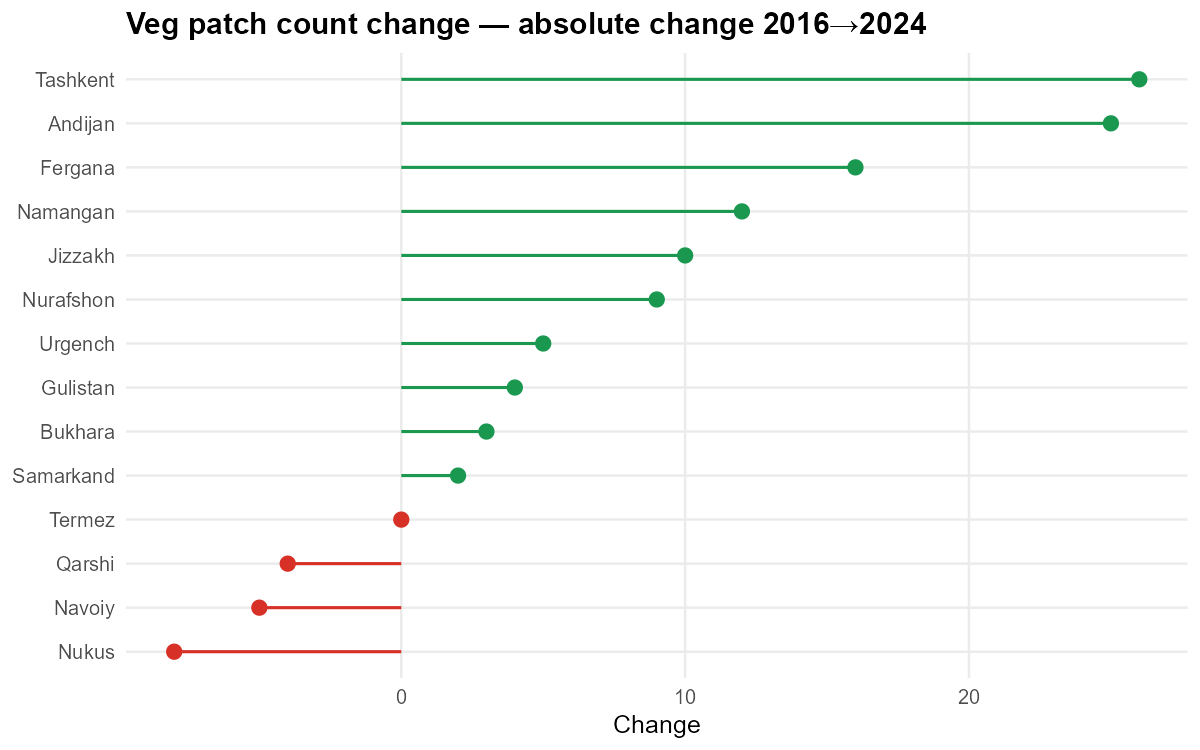 Veg patch count change — absolute change 2016→2024
Tashkent
Andijan
Fergana
Namangan
Jizzakh
Nurafshon
Urgench
Gulistan
Bukhara
Samarkand
Termez
Qarshi
Navoiy
Nukus
0 10 20
Change